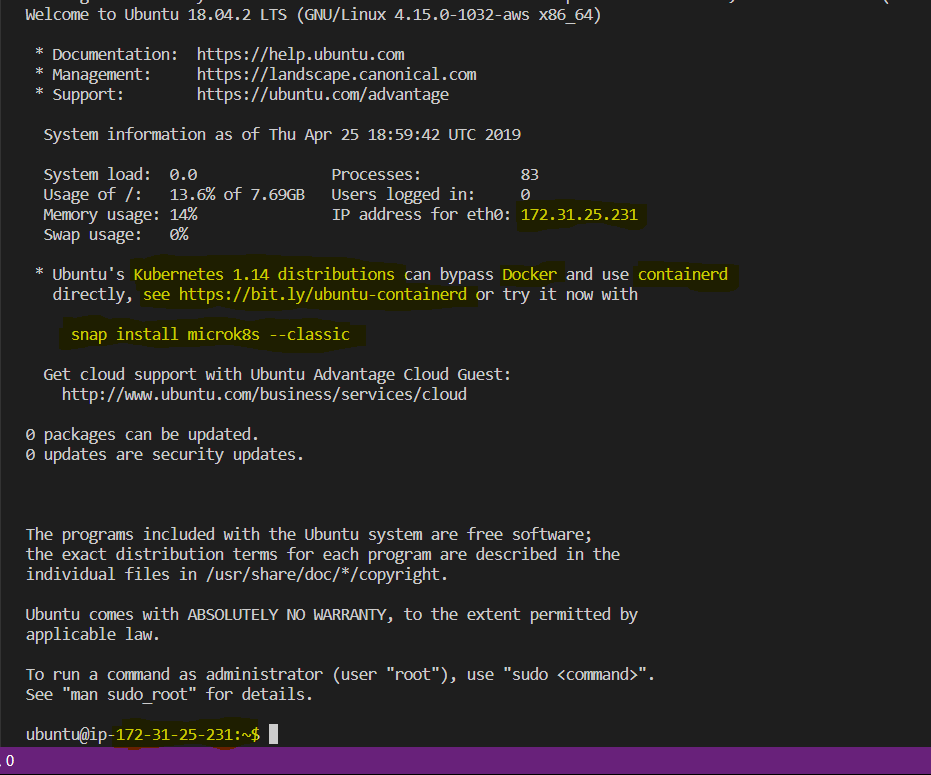 Welcome to Ubuntu 18.04.2 LTS (GNU/Linux 4.15.0-1032-aws x86_64)
* Documentation: https://help.ubuntu.com
* Management: https://landscape.canonical.com
* Support: https://ubuntu.com/advantage
System information as of Thu Apr 25 18:59:42 UTC 2019
System load: 0.0 Processes: 83
Usage of /: 13.6% of 7.69GB Users logged in: 0
Memory usage: 14% IP address for eth0: 172.31.25.231
Swap usage: 0%
* Ubuntu's Kubernetes 1.14 distributions can bypass Docker and use containerd
directly, see https://bit.ly/ubuntu-containerd or try it now with
snap install microk8s --classic
Get cloud support with Ubuntu Advantage Cloud Guest:
http://www.ubuntu.com/business/services/cloud
0 packages can be updated.
0 updates are security updates.
The programs included with the Ubuntu system are free software;
the exact distribution terms for each program are described in the
individual files in /usr/share/doc/*/copyright.
Ubuntu comes with ABSOLUTELY NO WARRANTY, to the extent permitted by
applicable law.
To run a command as administrator (user "root"), use "sudo <command>".
See "man sudo_root" for details.
ubuntu@ip-172-31-25-231:~$
0